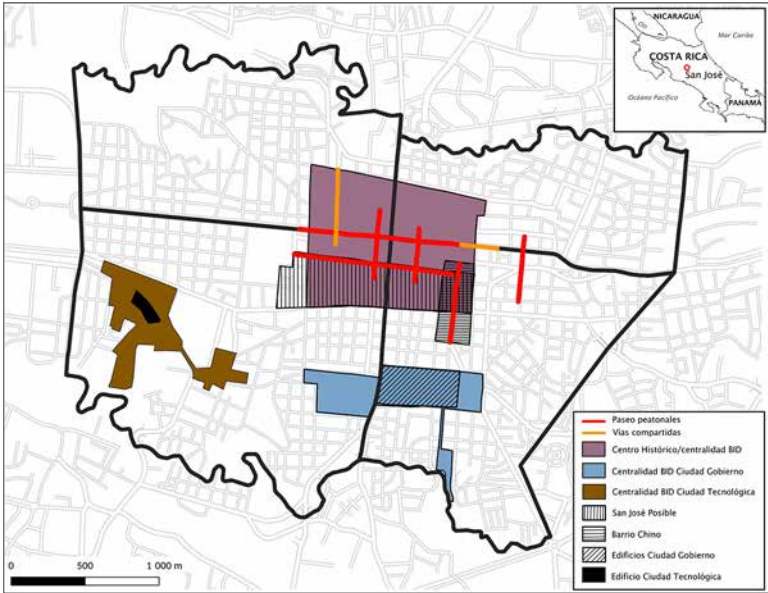 NICARAGUA
Mar Caribe
COSTA RICA
San José
Océano Pacífico
PANAMÁ
Paseo peatonales
Vías compartidas
Centro Histórico/centralidad BID
Centralidad BID Ciudad Gobierno
Centralidad BID Ciudad Tecnológica
San José Posible
Barrio Chino
Edificios Ciudad Gobierno
Edificio Ciudad Tecnológica
0 500 1 000 m